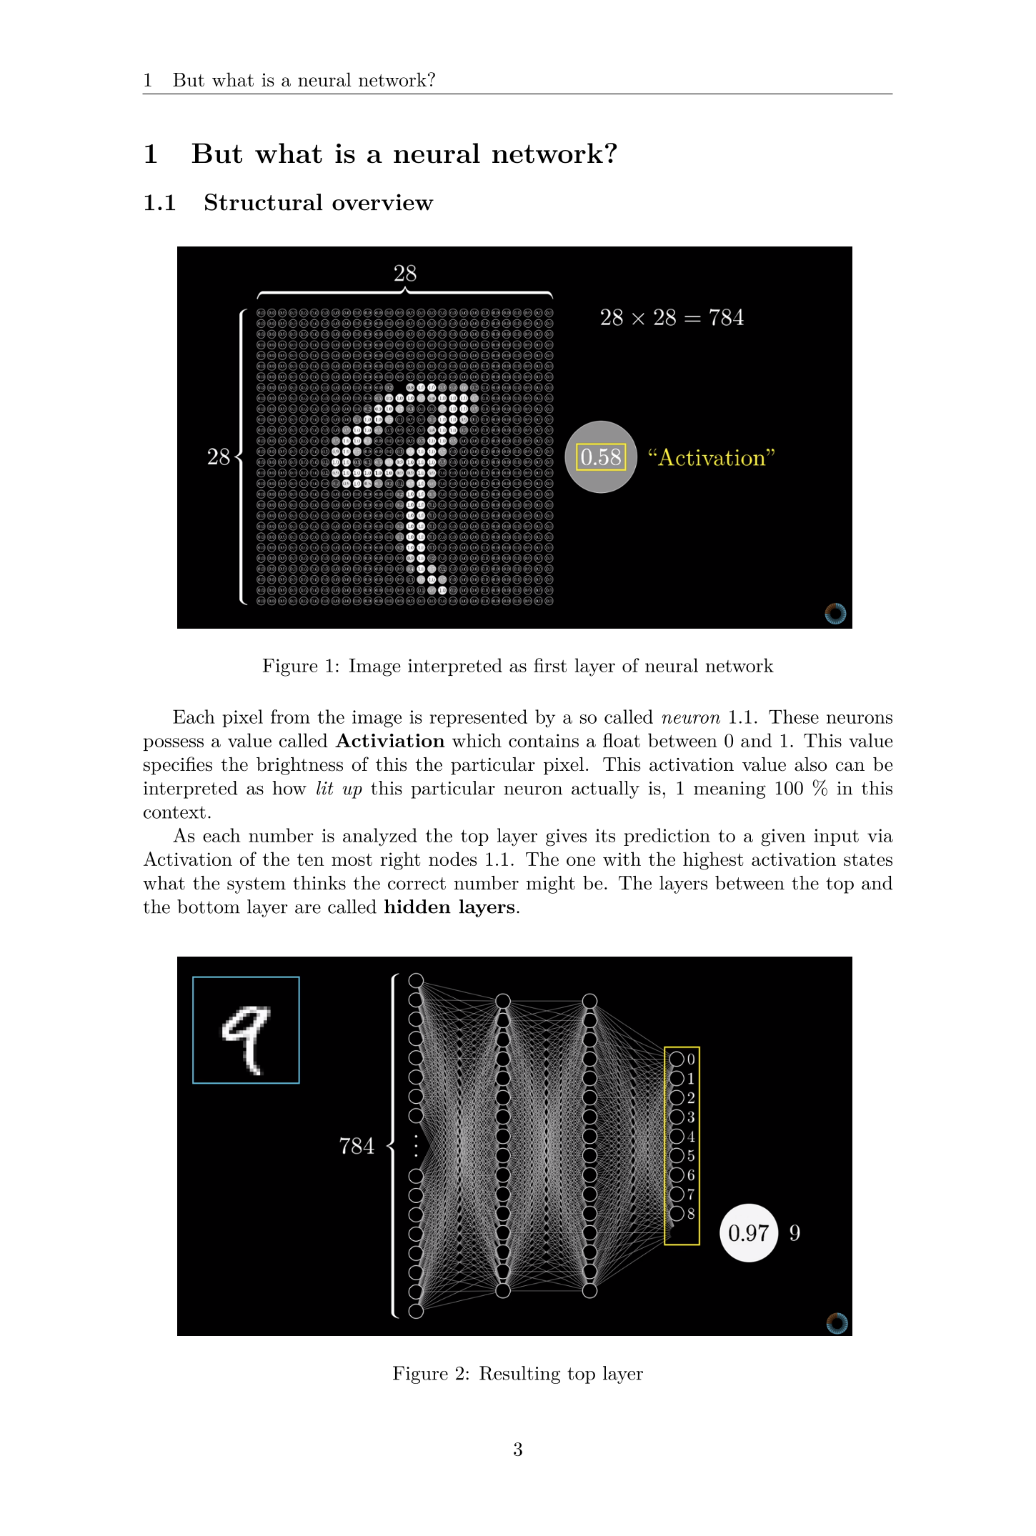 1 But what is a neural network?
1 But what is a neural network?
1.1 Structural overview
28
28 × 28 = 784
28
0.58 “Activation”
Figure 1: Image interpreted as first layer of neural network
Each pixel from the image is represented by a so called neuron 1.1. These neurons
possess a value called Activiation which contains a float between 0 and 1. This value
specifies the brightness of this the particular pixel. This activation value also can be
interpreted as how lit up this particular neuron actually is, 1 meaning 100 % in this
context.
As each number is analyzed the top layer gives its prediction to a given input via
Activation of the ten most right nodes 1.1. The one with the highest activation states
what the system thinks the correct number might be. The layers between the top and
the bottom layer are called hidden layers.
9
784
0
1
2
3
4
5
6
7
8
0.97 9
Figure 2: Resulting top layer
3